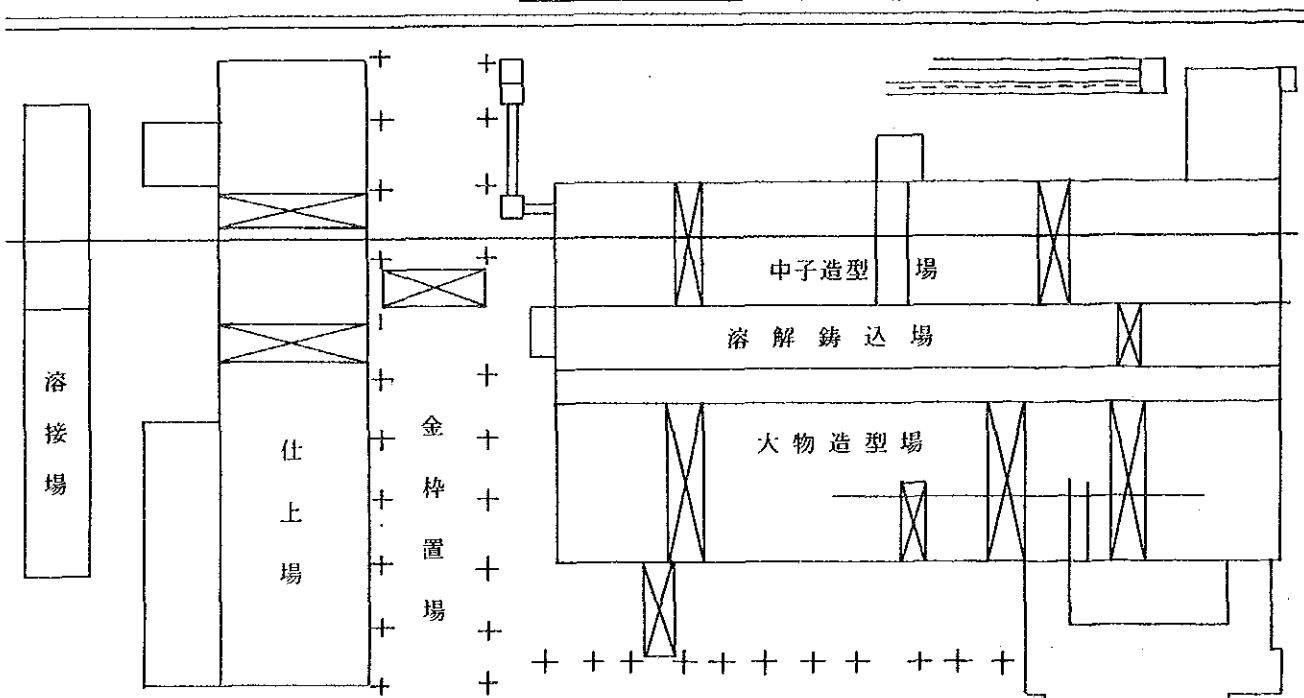 中子造型場
溶解鋳込場
大物造型場
金枠置場
仕上場
溶接場